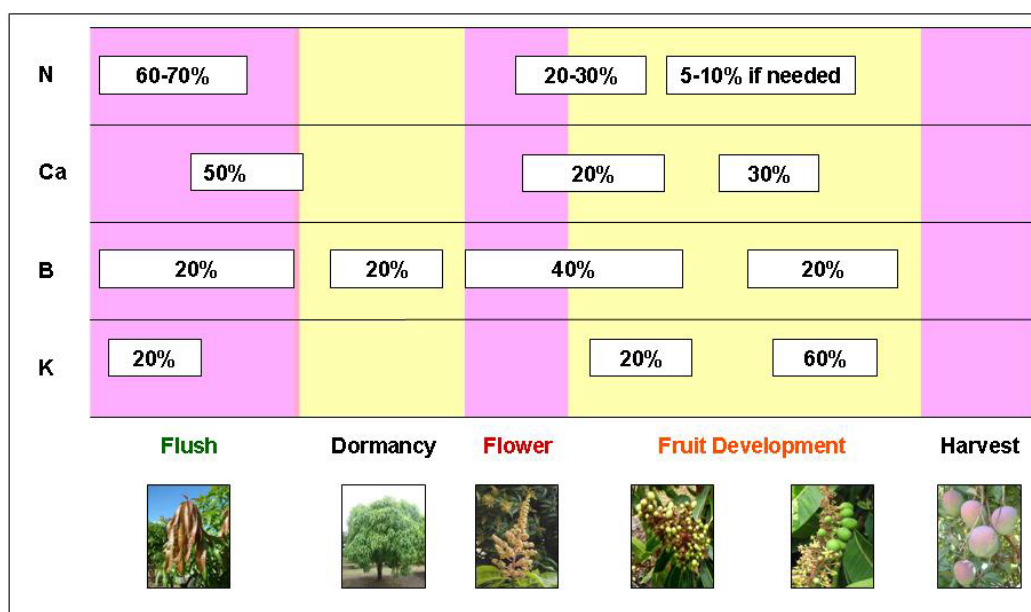 N 60-70% 20-30% 5-10% if needed
Ca 50% 20% 30%
B 20% 20% 40% 20%
K 20% 20% 60%
Flush Dormancy Flower Fruit Development Harvest